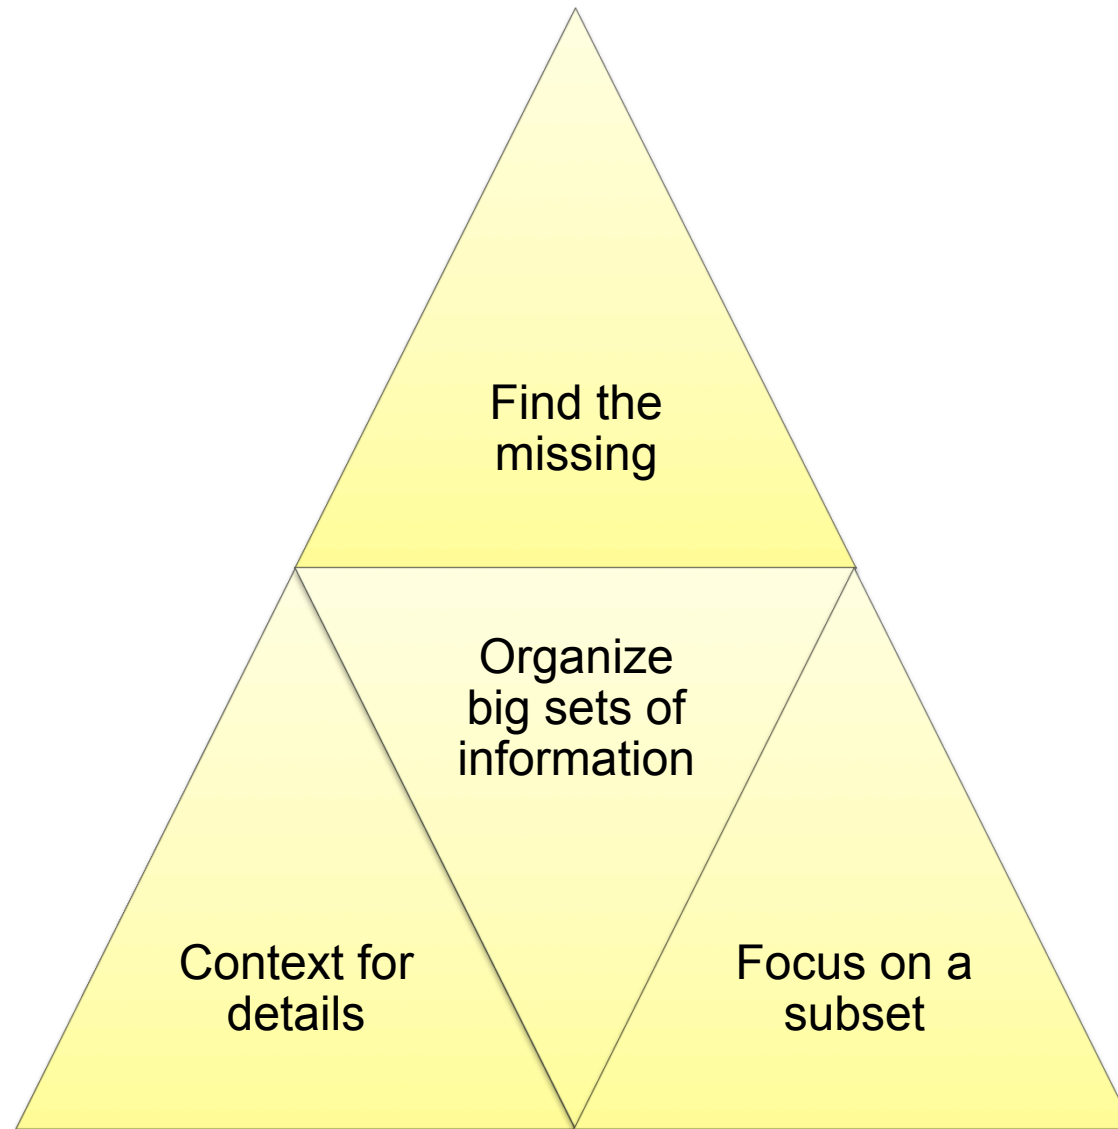 Find the
missing
Organize
big sets of
information
Context for
details
Focus on a
subset